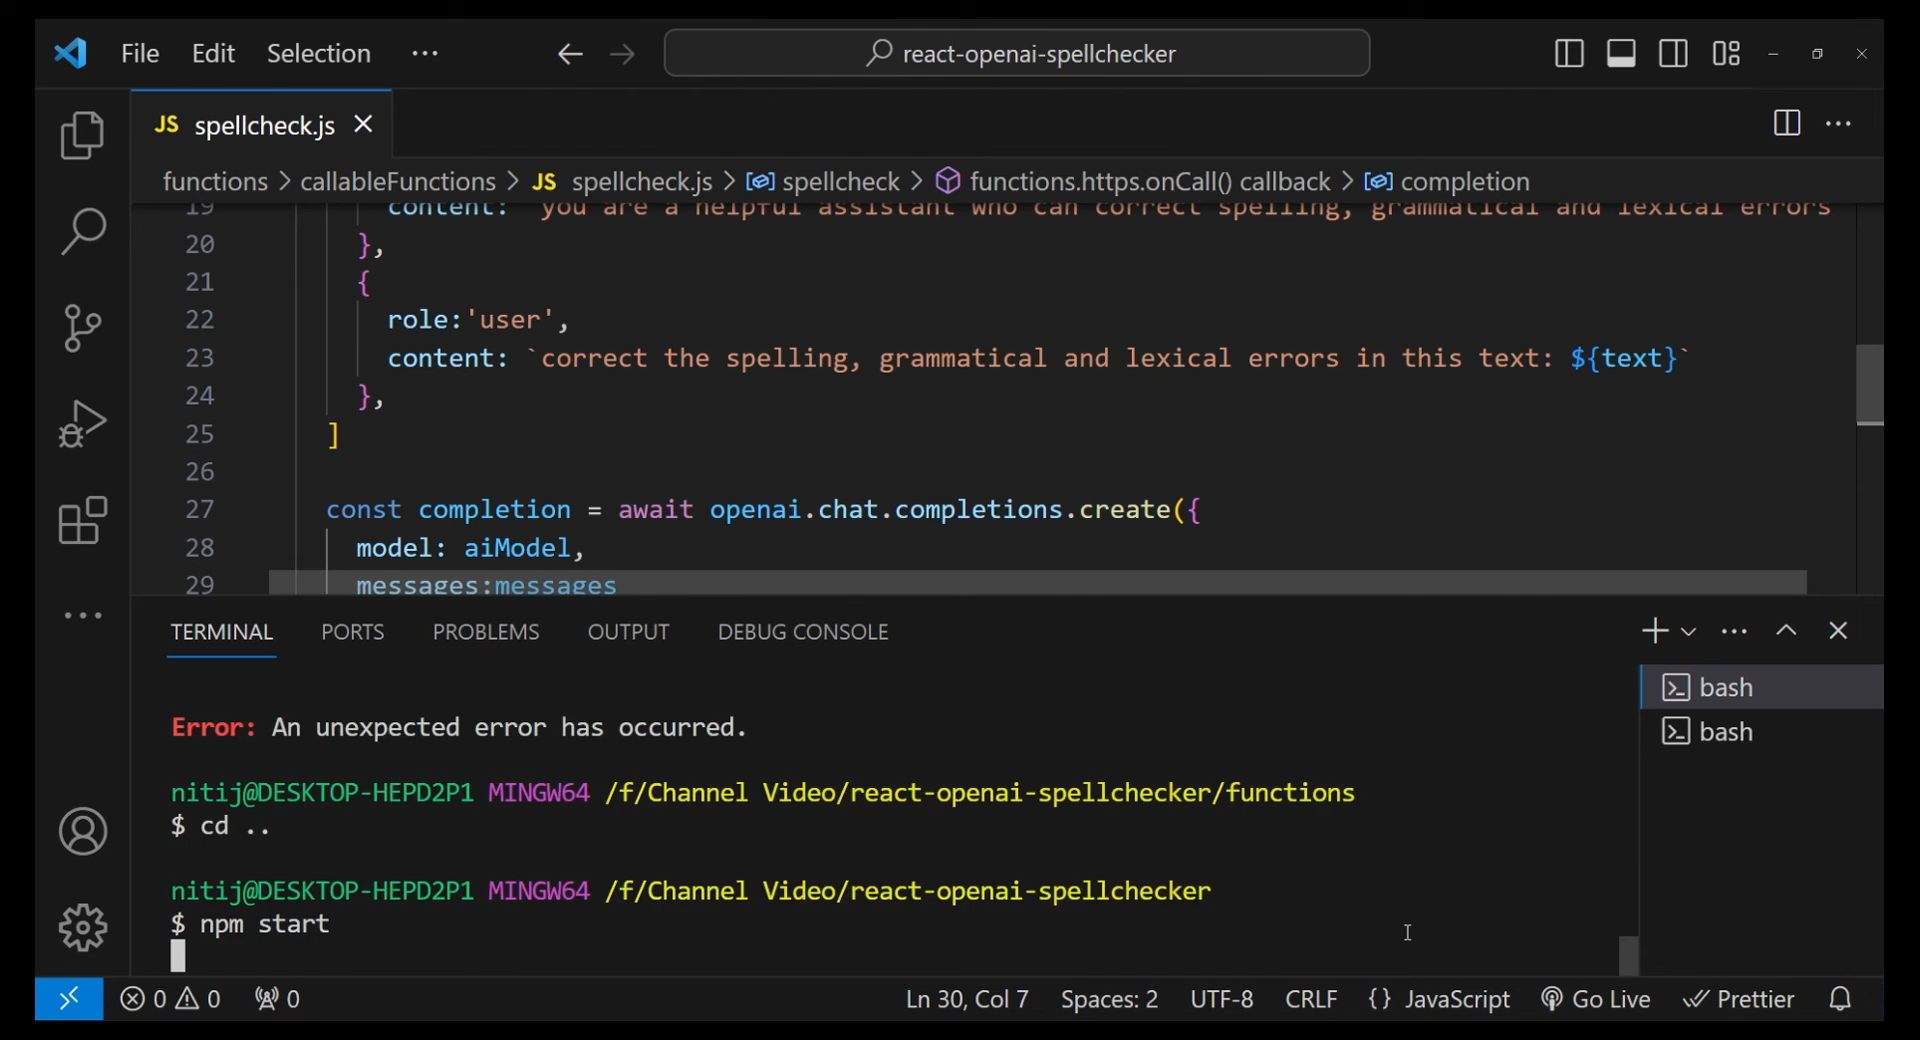 File Edit Selection ··· react-openai-spellchecker
JS spellcheck.js
functions > callableFunctions > JS spellcheck.js > spellcheck > functions.https.onCall() callback > completion
19 content: `you are a helpful assistant who can correct spelling, grammatical and lexical errors
20 },
21 {
22 role:'user',
23 content: `correct the spelling, grammatical and lexical errors in this text: ${text}`
24 },
25 ]
26
27 const completion = await openai.chat.completions.create({
28 model: aiModel,
29 messages:messages
TERMINAL PORTS PROBLEMS OUTPUT DEBUG CONSOLE
bash
bash
Error: An unexpected error has occurred.
nitij@DESKTOP-HEPD2P1 MINGW64 /f/Channel Video/react-openai-spellchecker/functions
$ cd ..
nitij@DESKTOP-HEPD2P1 MINGW64 /f/Channel Video/react-openai-spellchecker
$ npm start
0 0 0 Ln 30, Col 7 Spaces: 2 UTF-8 CRLF {} JavaScript Go Live Prettier